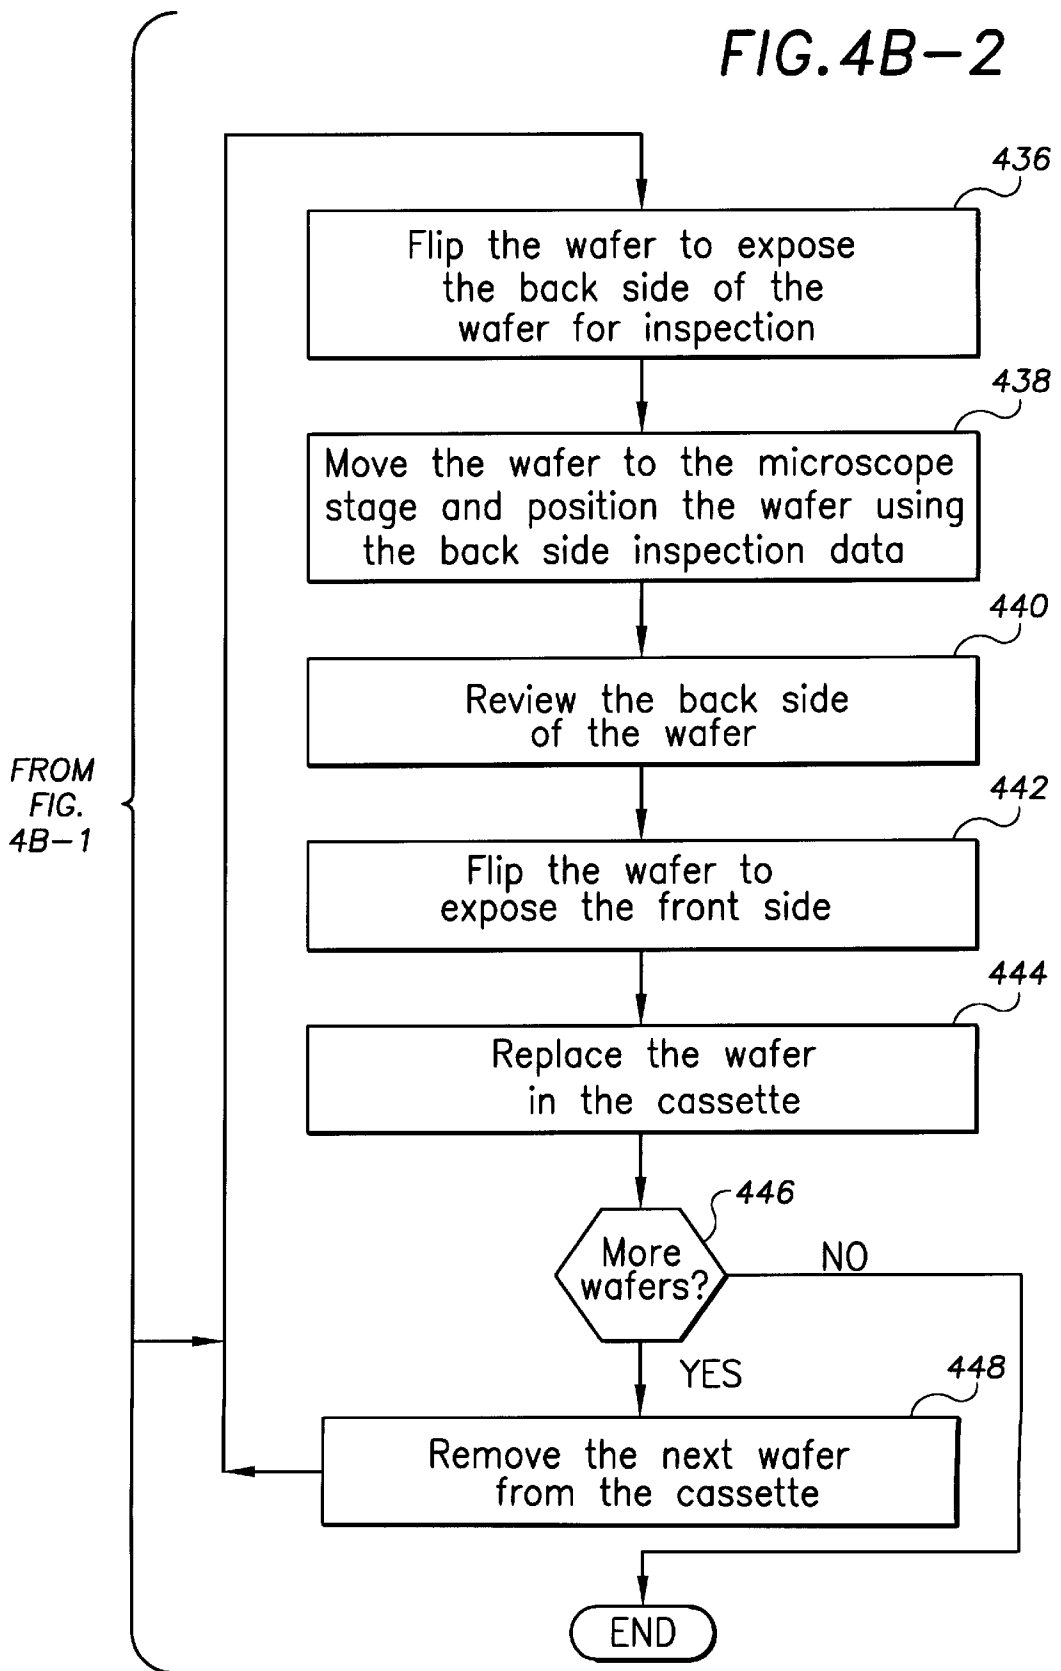 FIG. 4B-2
436
Flip the wafer to expose
the back side of the
wafer for inspection
438
Move the wafer to the microscope
stage and position the wafer using
the back side inspection data
440
Review the back side
of the wafer
FROM
FIG.
4B-1
442
Flip the wafer to
expose the front side
444
Replace the wafer
in the cassette
446
More
wafers?
NO
YES
448
Remove the next wafer
from the cassette
END